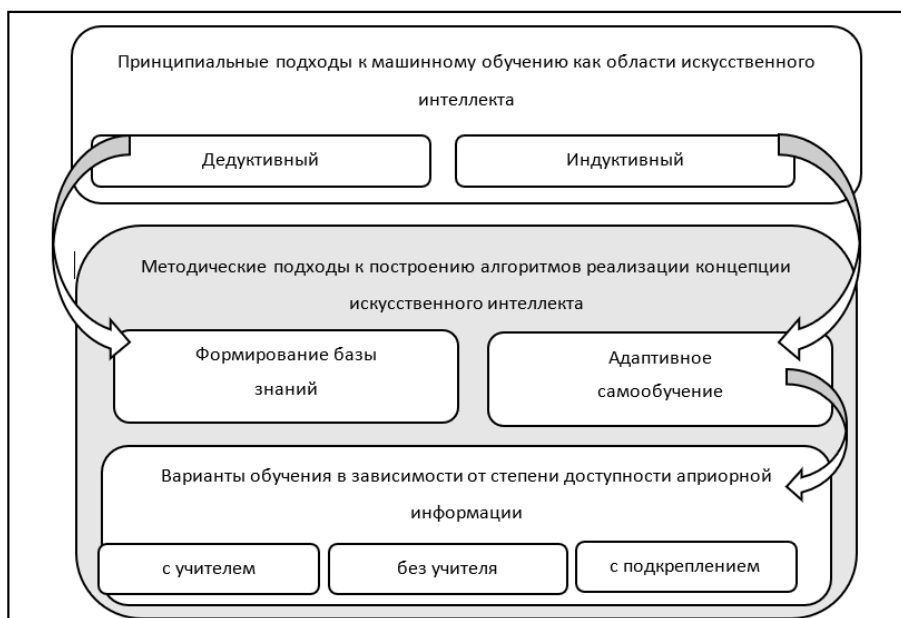 Принципиальные подходы к машинному обучению как области искусственного
интеллекта
Дедуктивный
Индуктивный
Методические подходы к построению алгоритмов реализации концепции
искусственного интеллекта
Формирование базы
знаний
Адаптивное
самообучение
Варианты обучения в зависимости от степени доступности априорной
информации
с учителем
без учителя
с подкреплением